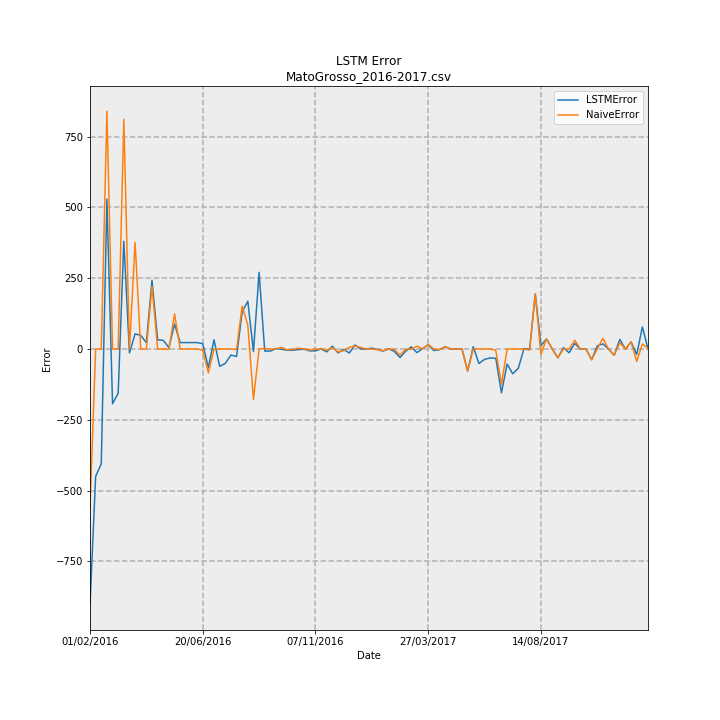 LSTM Error
MatoGrosso_2016-2017.csv
LSTMError
NaiveError
750
500
250
0
−250
−500
−750
Error
01/02/2016
20/06/2016
07/11/2016
27/03/2017
14/08/2017
Date